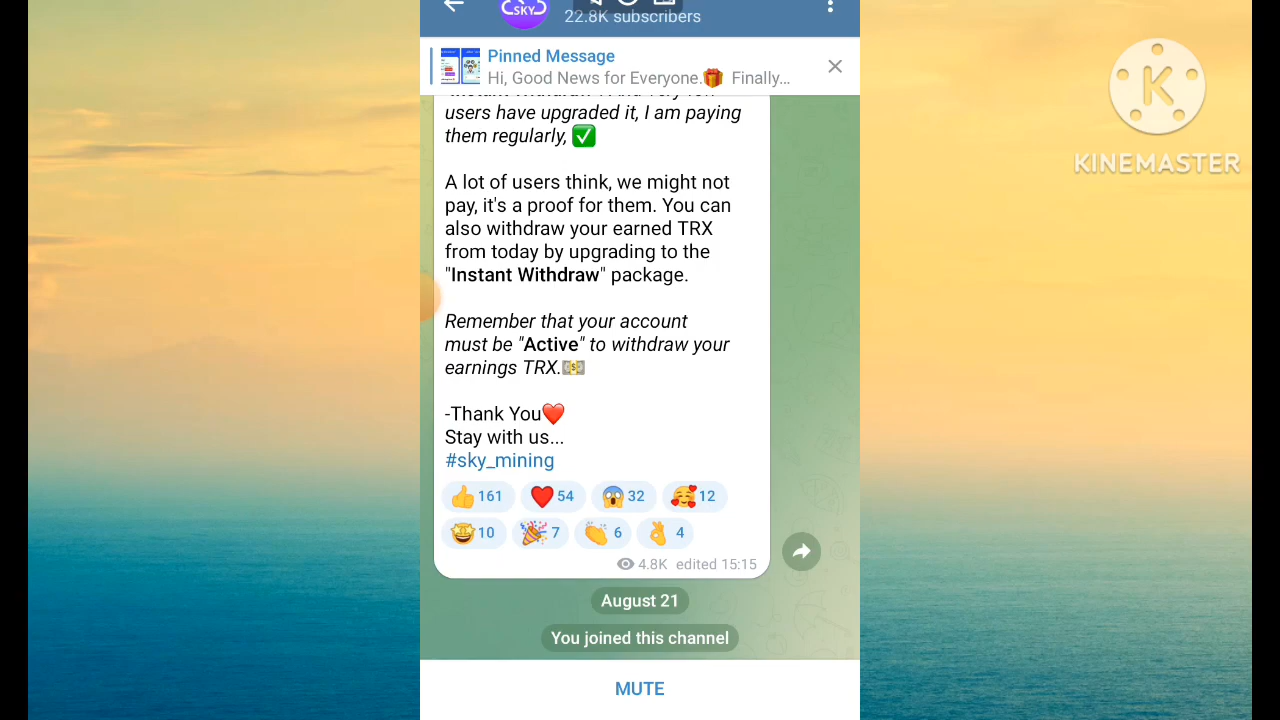 SKY
22.8K subscribers
Pinned Message
Hi, Good News for Everyone.🎁 Finally...
users have upgraded it, I am paying
them regularly, ✅
A lot of users think, we might not
pay, it's a proof for them. You can
also withdraw your earned TRX
from today by upgrading to the
"Instant Withdraw" package.
Remember that your account
must be "Active" to withdraw your
earnings TRX.💵
-Thank You❤️
Stay with us...
#sky_mining
👍 161 ❤️ 54 😱 32 🥰 12
🤩 10 🎉 7 👏 6 👌 4
4.8K edited 15:15
August 21
You joined this channel
MUTE
K
KINEMASTER